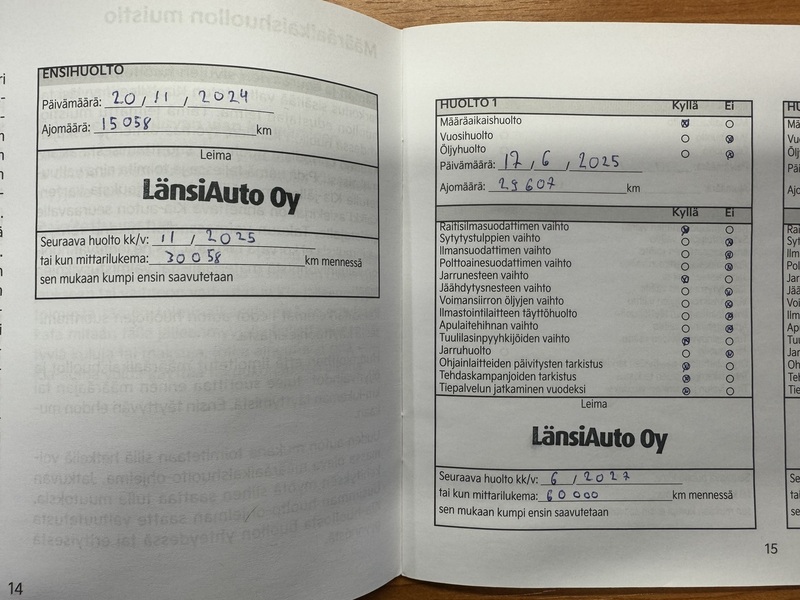 ENSIHUOLTO
Päivämäärä: 20 / 11 / 2024
Ajomäärä: 15058 km
Leima
LänsiAuto Oy
Seuraava huolto kk/v: 11 / 2025
tai kun mittarilukema: 30058 km mennessä
sen mukaan kumpi ensin saavutetaan
14
HUOLTO 1 Kyllä Ei
Määräaikaishuolto
Vuosihuolto
Öljyhuolto
Päivämäärä: 17 / 6 / 2025
Ajomäärä: 29607 km
Kyllä Ei
Raitisilmasuodattimen vaihto
Sytytystulppien vaihto
Ilmansuodattimen vaihto
Polttoainesuodattimen vaihto
Jarrunesteen vaihto
Jäähdytysnesteen vaihto
Voimansiirron öljyjen vaihto
Ilmastointilaitteen täyttöhuolto
Apulaitehihnan vaihto
Tuulilasinpyyhkijöiden vaihto
Jarruhuolto
Ohjainlaitteiden päivitysten tarkistus
Tehdaskampanjoiden tarkistus
Tiepalvelun jatkaminen vuodeksi
Leima
LänsiAuto Oy
Seuraava huolto kk/v: 6 / 2027
tai kun mittarilukema: 60000 km mennessä
sen mukaan kumpi ensin saavutetaan
15